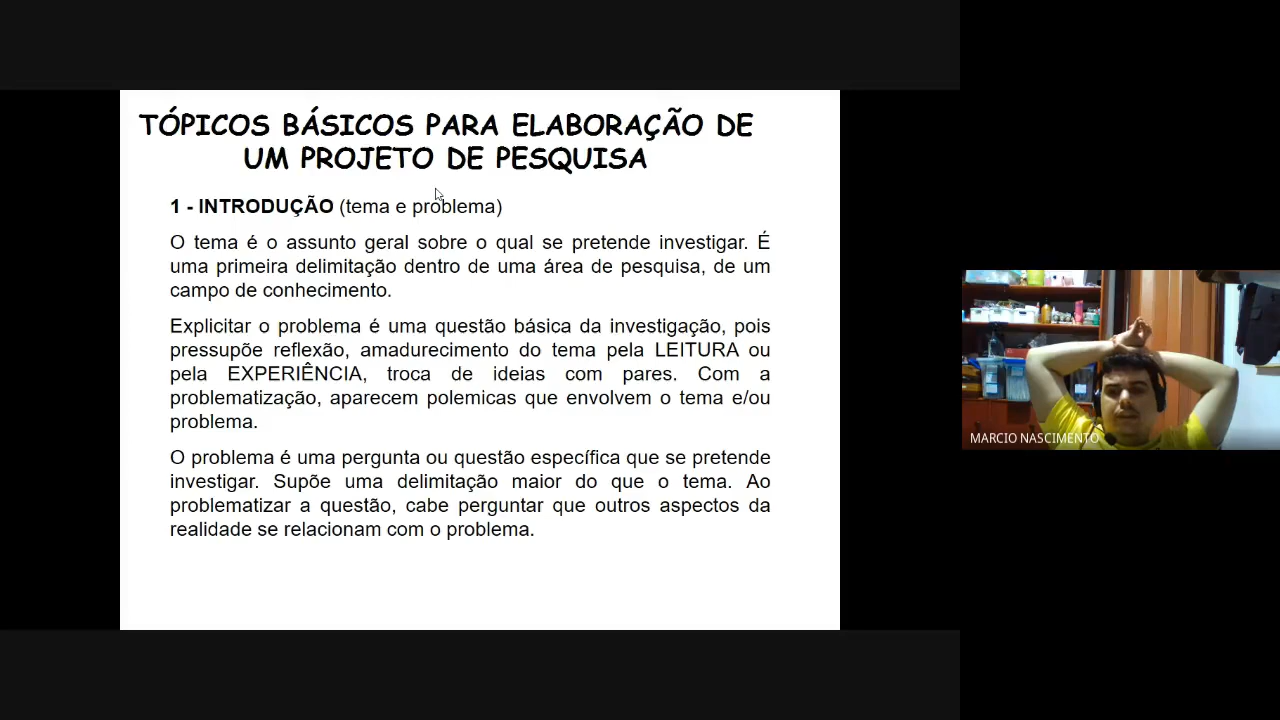 TÓPICOS BÁSICOS PARA ELABORAÇÃO DE
UM PROJETO DE PESQUISA
1 - INTRODUÇÃO (tema e problema)
O tema é o assunto geral sobre o qual se pretende investigar. É
uma primeira delimitação dentro de uma área de pesquisa, de um
campo de conhecimento.
Explicitar o problema é uma questão básica da investigação, pois
pressupõe reflexão, amadurecimento do tema pela LEITURA ou
pela EXPERIÊNCIA, troca de ideias com pares. Com a
problematização, aparecem polemicas que envolvem o tema e/ou
problema.
O problema é uma pergunta ou questão específica que se pretende
investigar. Supõe uma delimitação maior do que o tema. Ao
problematizar a questão, cabe perguntar que outros aspectos da
realidade se relacionam com o problema.
MARCIO NASCIMENTO